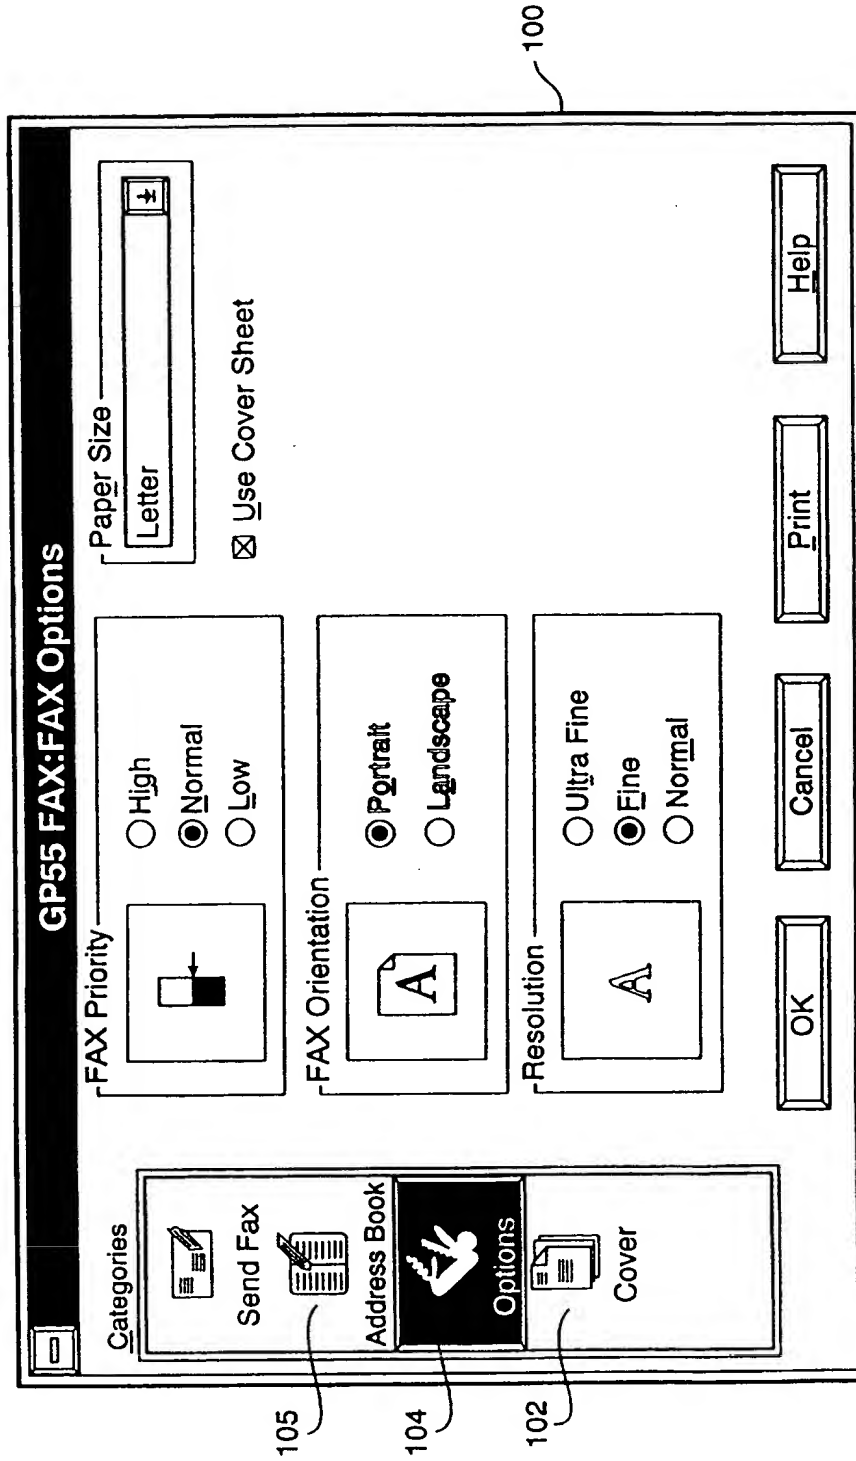 GP55 FAX:FAX Options
Categories
Send Fax
Address Book
Options
Cover
FAX Priority
High
Normal
Low
FAX Orientation
A
Portrait
Landscape
Resolution
A
Ultra Fine
Fine
Normal
Paper Size
Letter
Use Cover Sheet
OK
Cancel
Print
Help
105
104
102
100